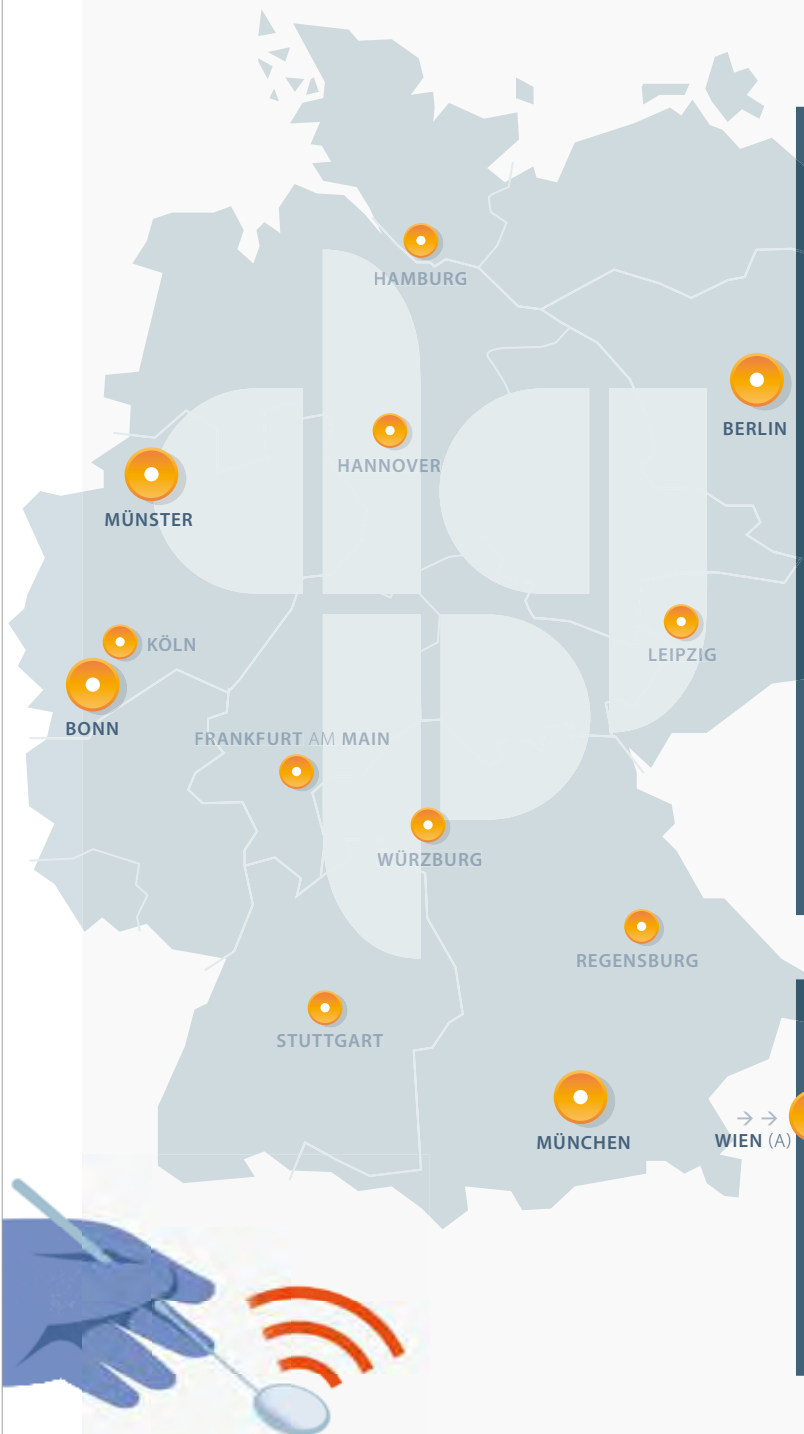 HAMBURG
BERLIN
HANNOVER
MÜNSTER
KÖLN
LEIPZIG
BONN
FRANKFURT AM MAIN
WÜRZBURG
REGENSBURG
STUTTGART
MÜNCHEN
→ →
WIEN (A)